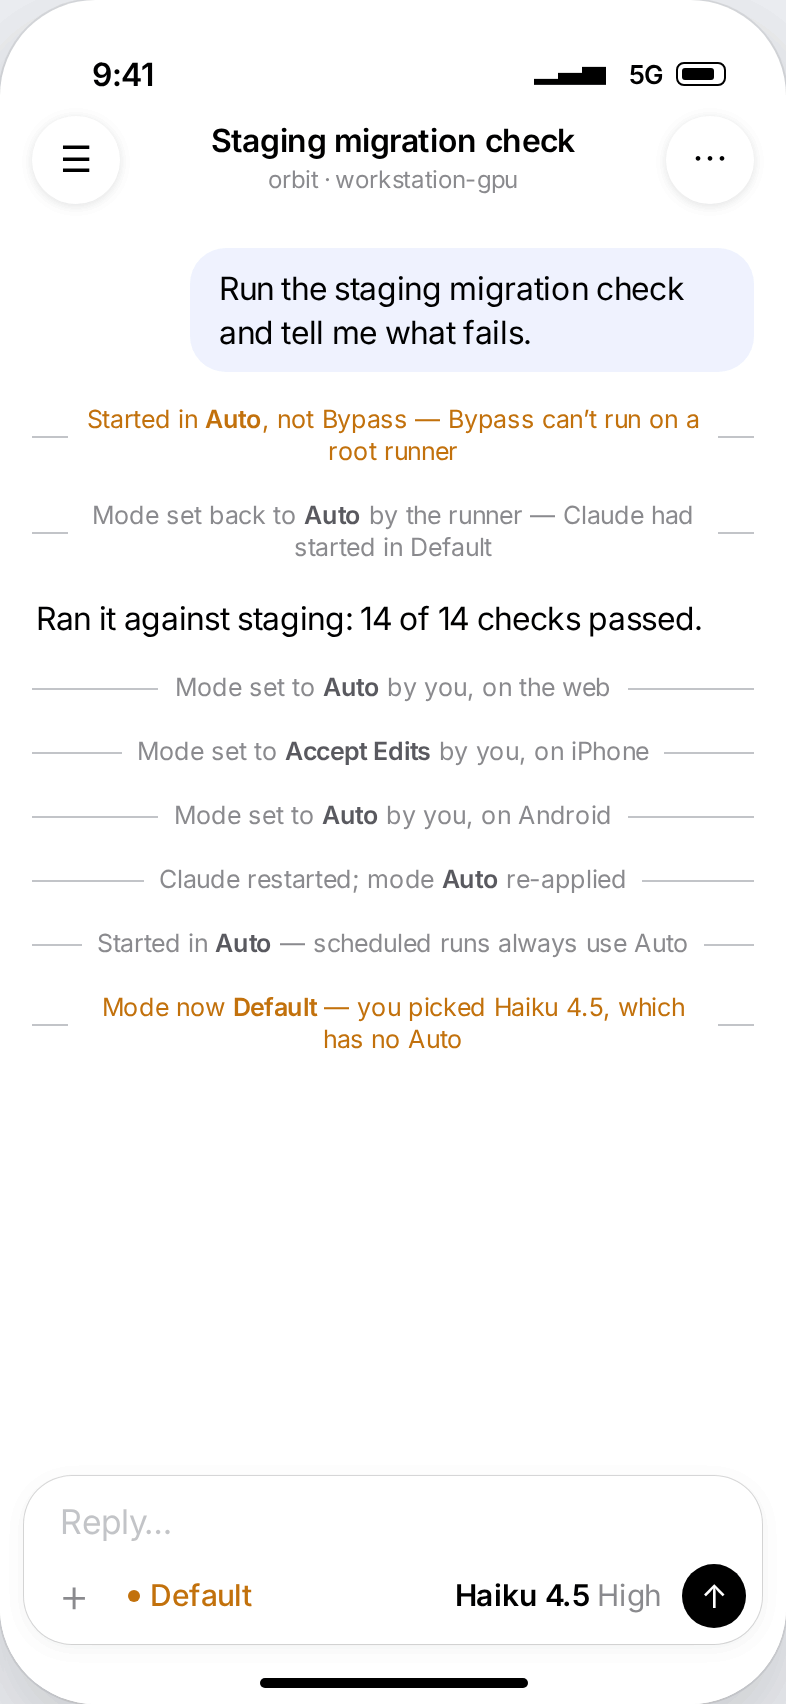 9:41
5G
☰
Staging migration check
···
orbit · workstation-gpu
Run the staging migration check
and tell me what fails.
Started in Auto, not Bypass — Bypass can’t run on a
root runner
Mode set back to Auto by the runner — Claude had
started in Default
Ran it against staging: 14 of 14 checks passed.
Mode set to Auto by you, on the web
Mode set to Accept Edits by you, on iPhone
Mode set to Auto by you, on Android
Claude restarted; mode Auto re-applied
Started in Auto — scheduled runs always use Auto
Mode now Default — you picked Haiku 4.5, which
has no Auto
Reply...
+ • Default Haiku 4.5 High ↑